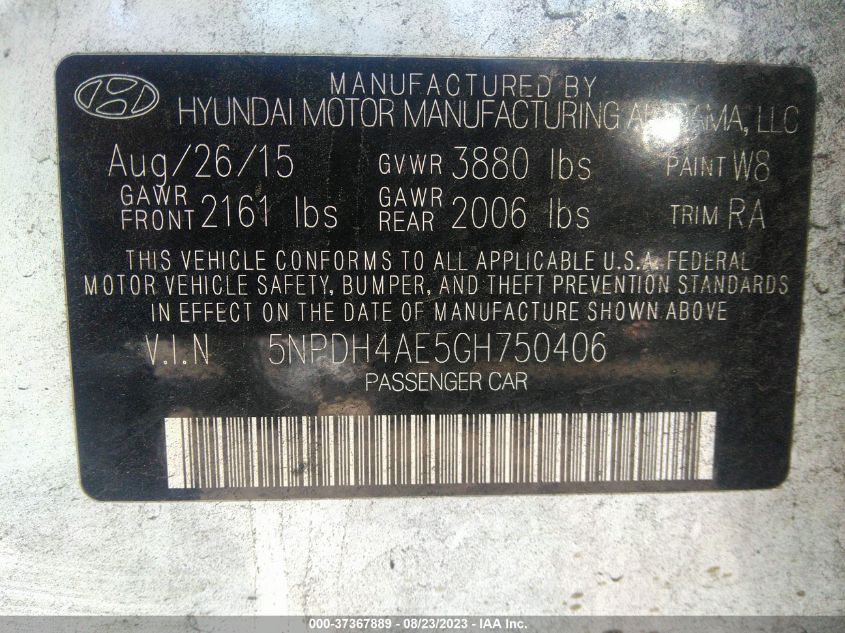 MANUFACTURED BY
HYUNDAI MOTOR MANUFACTURING ALABAMA, LLC
Aug/26/15 GVWR 3880 lbs PAINT W8
GAWR FRONT 2161 lbs GAWR REAR 2006 lbs TRIM RA
THIS VEHICLE CONFORMS TO ALL APPLICABLE U.S.A. FEDERAL
MOTOR VEHICLE SAFETY, BUMPER, AND THEFT PREVENTION STANDARDS
IN EFFECT ON THE DATE OF MANUFACTURE SHOWN ABOVE
V.I.N 5NPDH4AE5GH750406
PASSENGER CAR
000-37367889 - 08/23/2023 - IAA Inc.